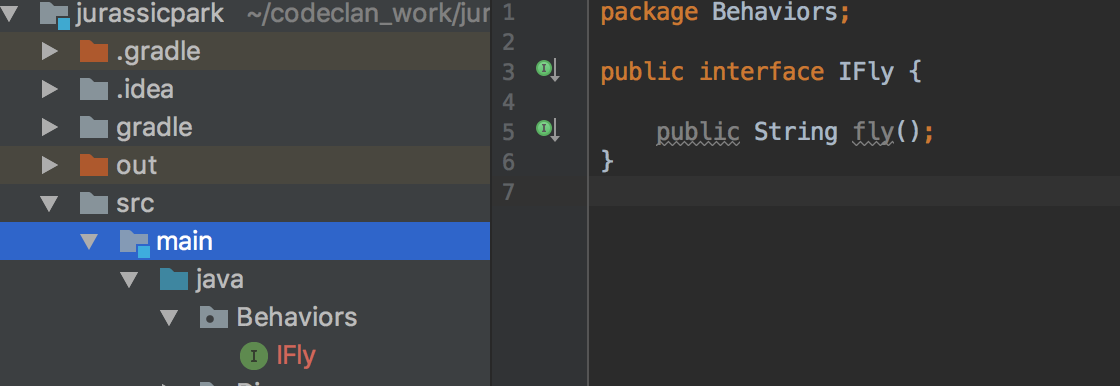 jurassicpark ~/codeclan_work/jur
.gradle
.idea
gradle
out
src
main
java
Behaviors
IFly
1 package Behaviors;
2
3 public interface IFly {
4
5 public String fly();
6 }
7